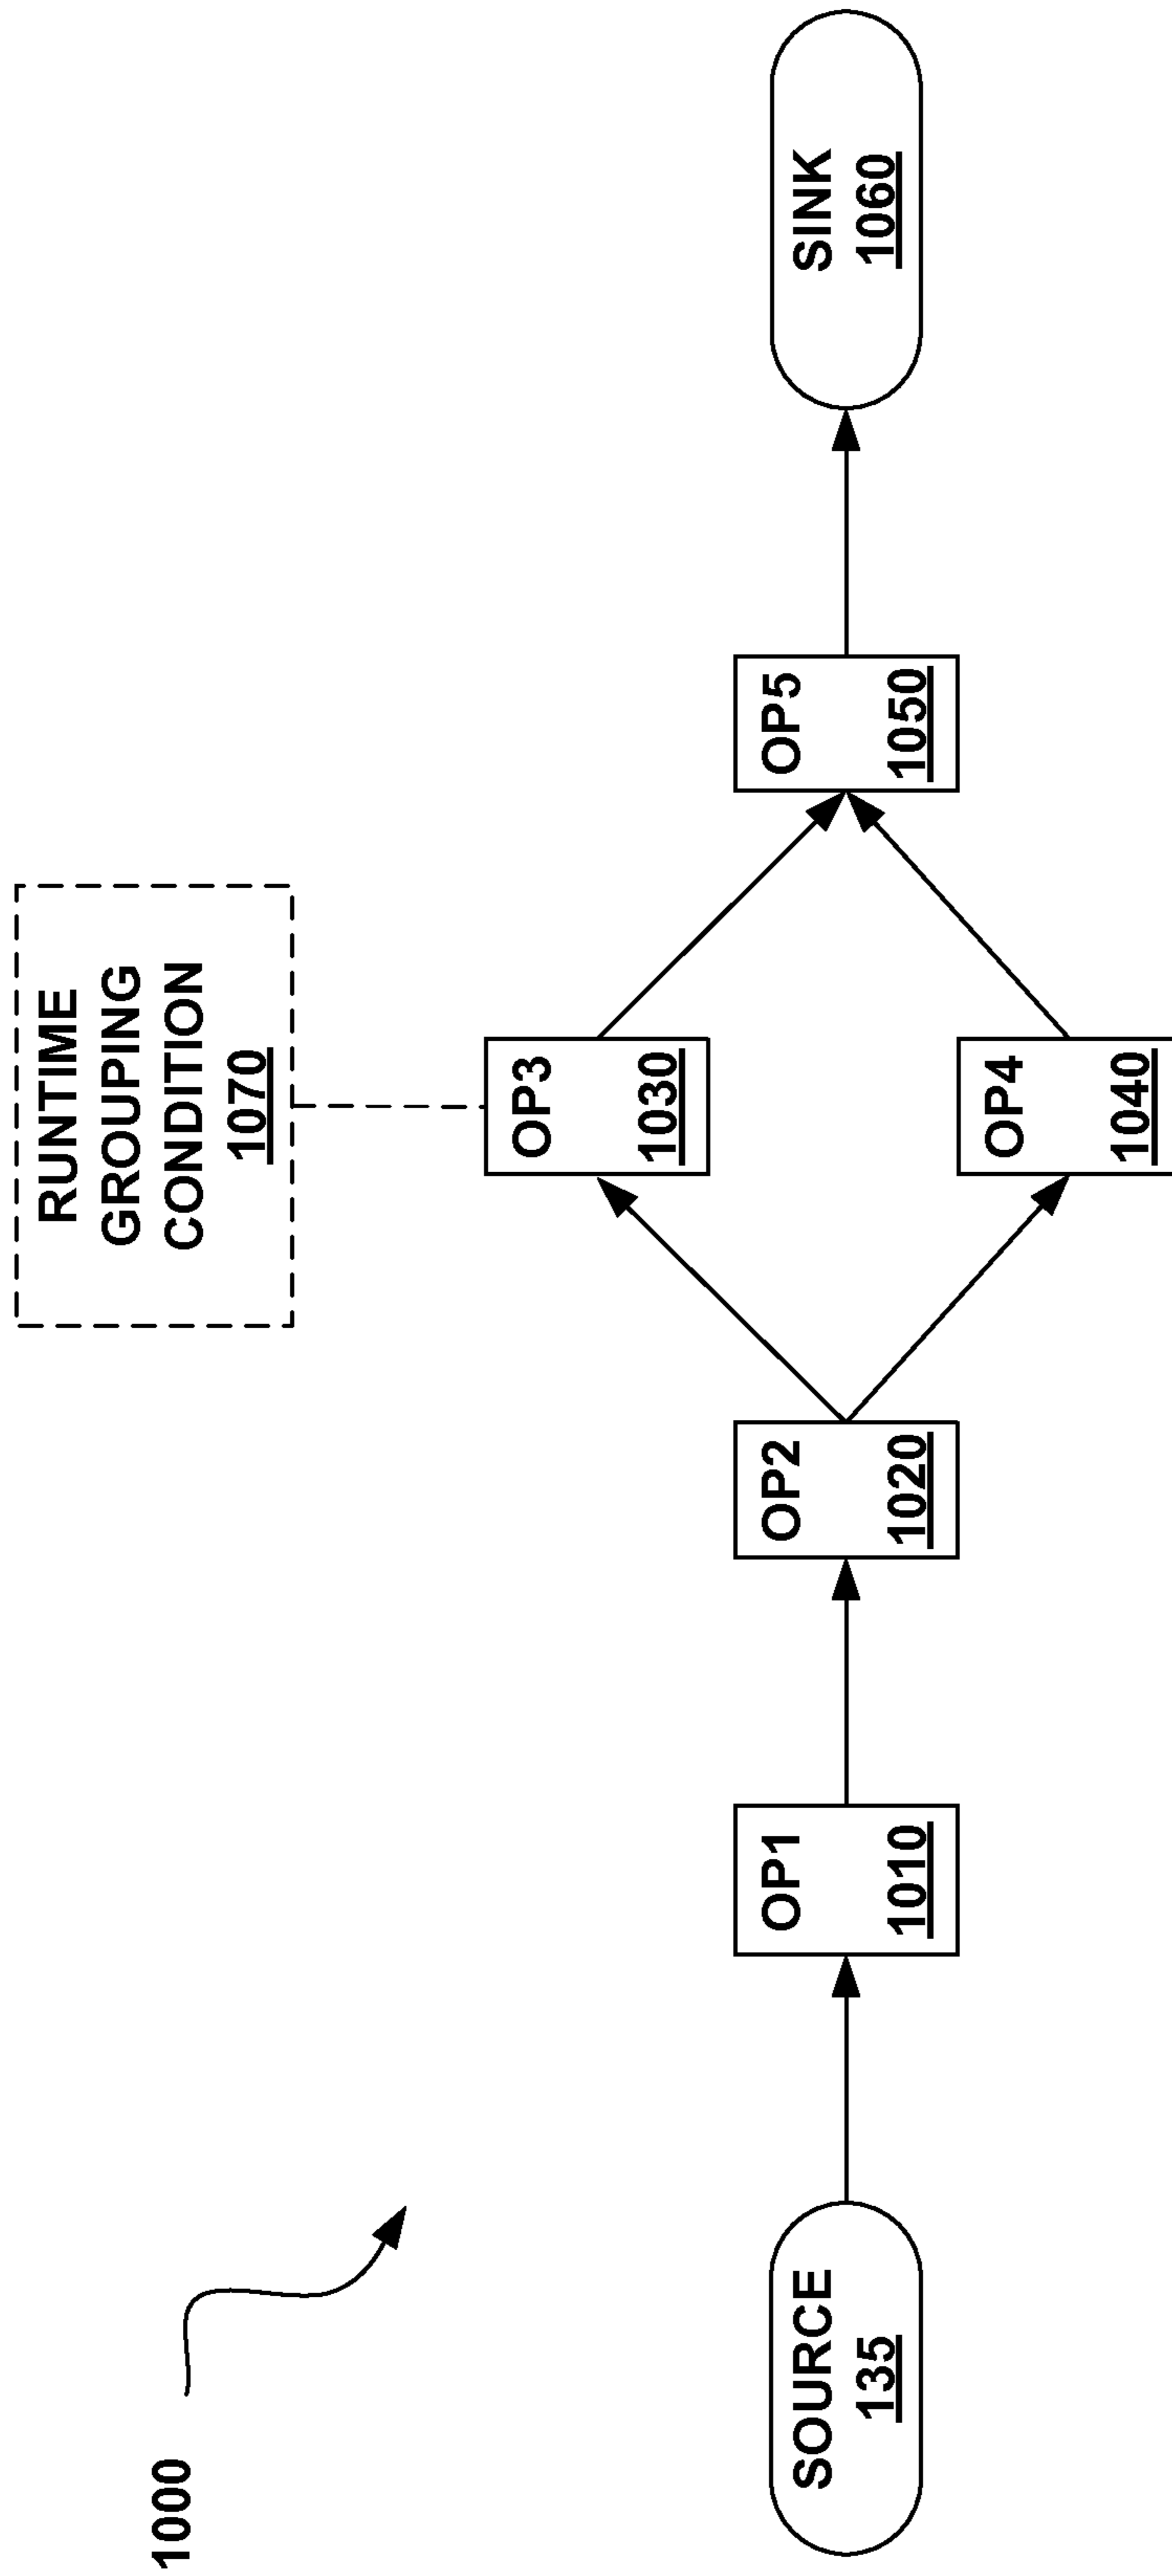 1000
RUNTIME
GROUPING
CONDITION
1070
SOURCE
135
OP1
1010
OP2
1020
OP3
1030
OP4
1040
OP5
1050
SINK
1060